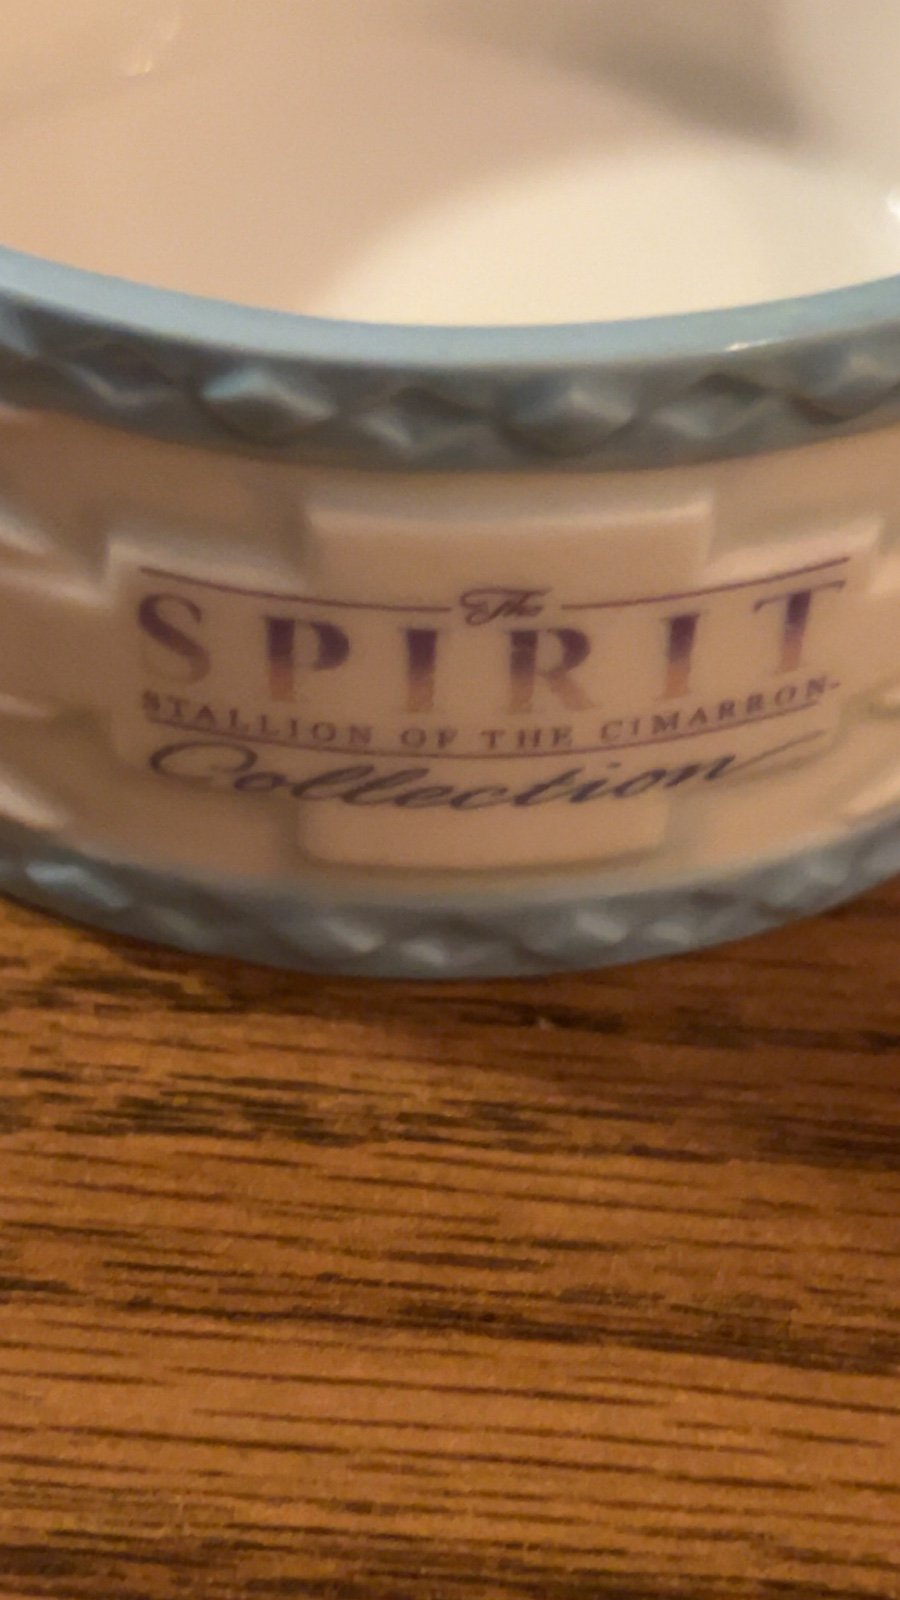 The
SPIRIT
STALLION OF THE CIMARRON
Collection